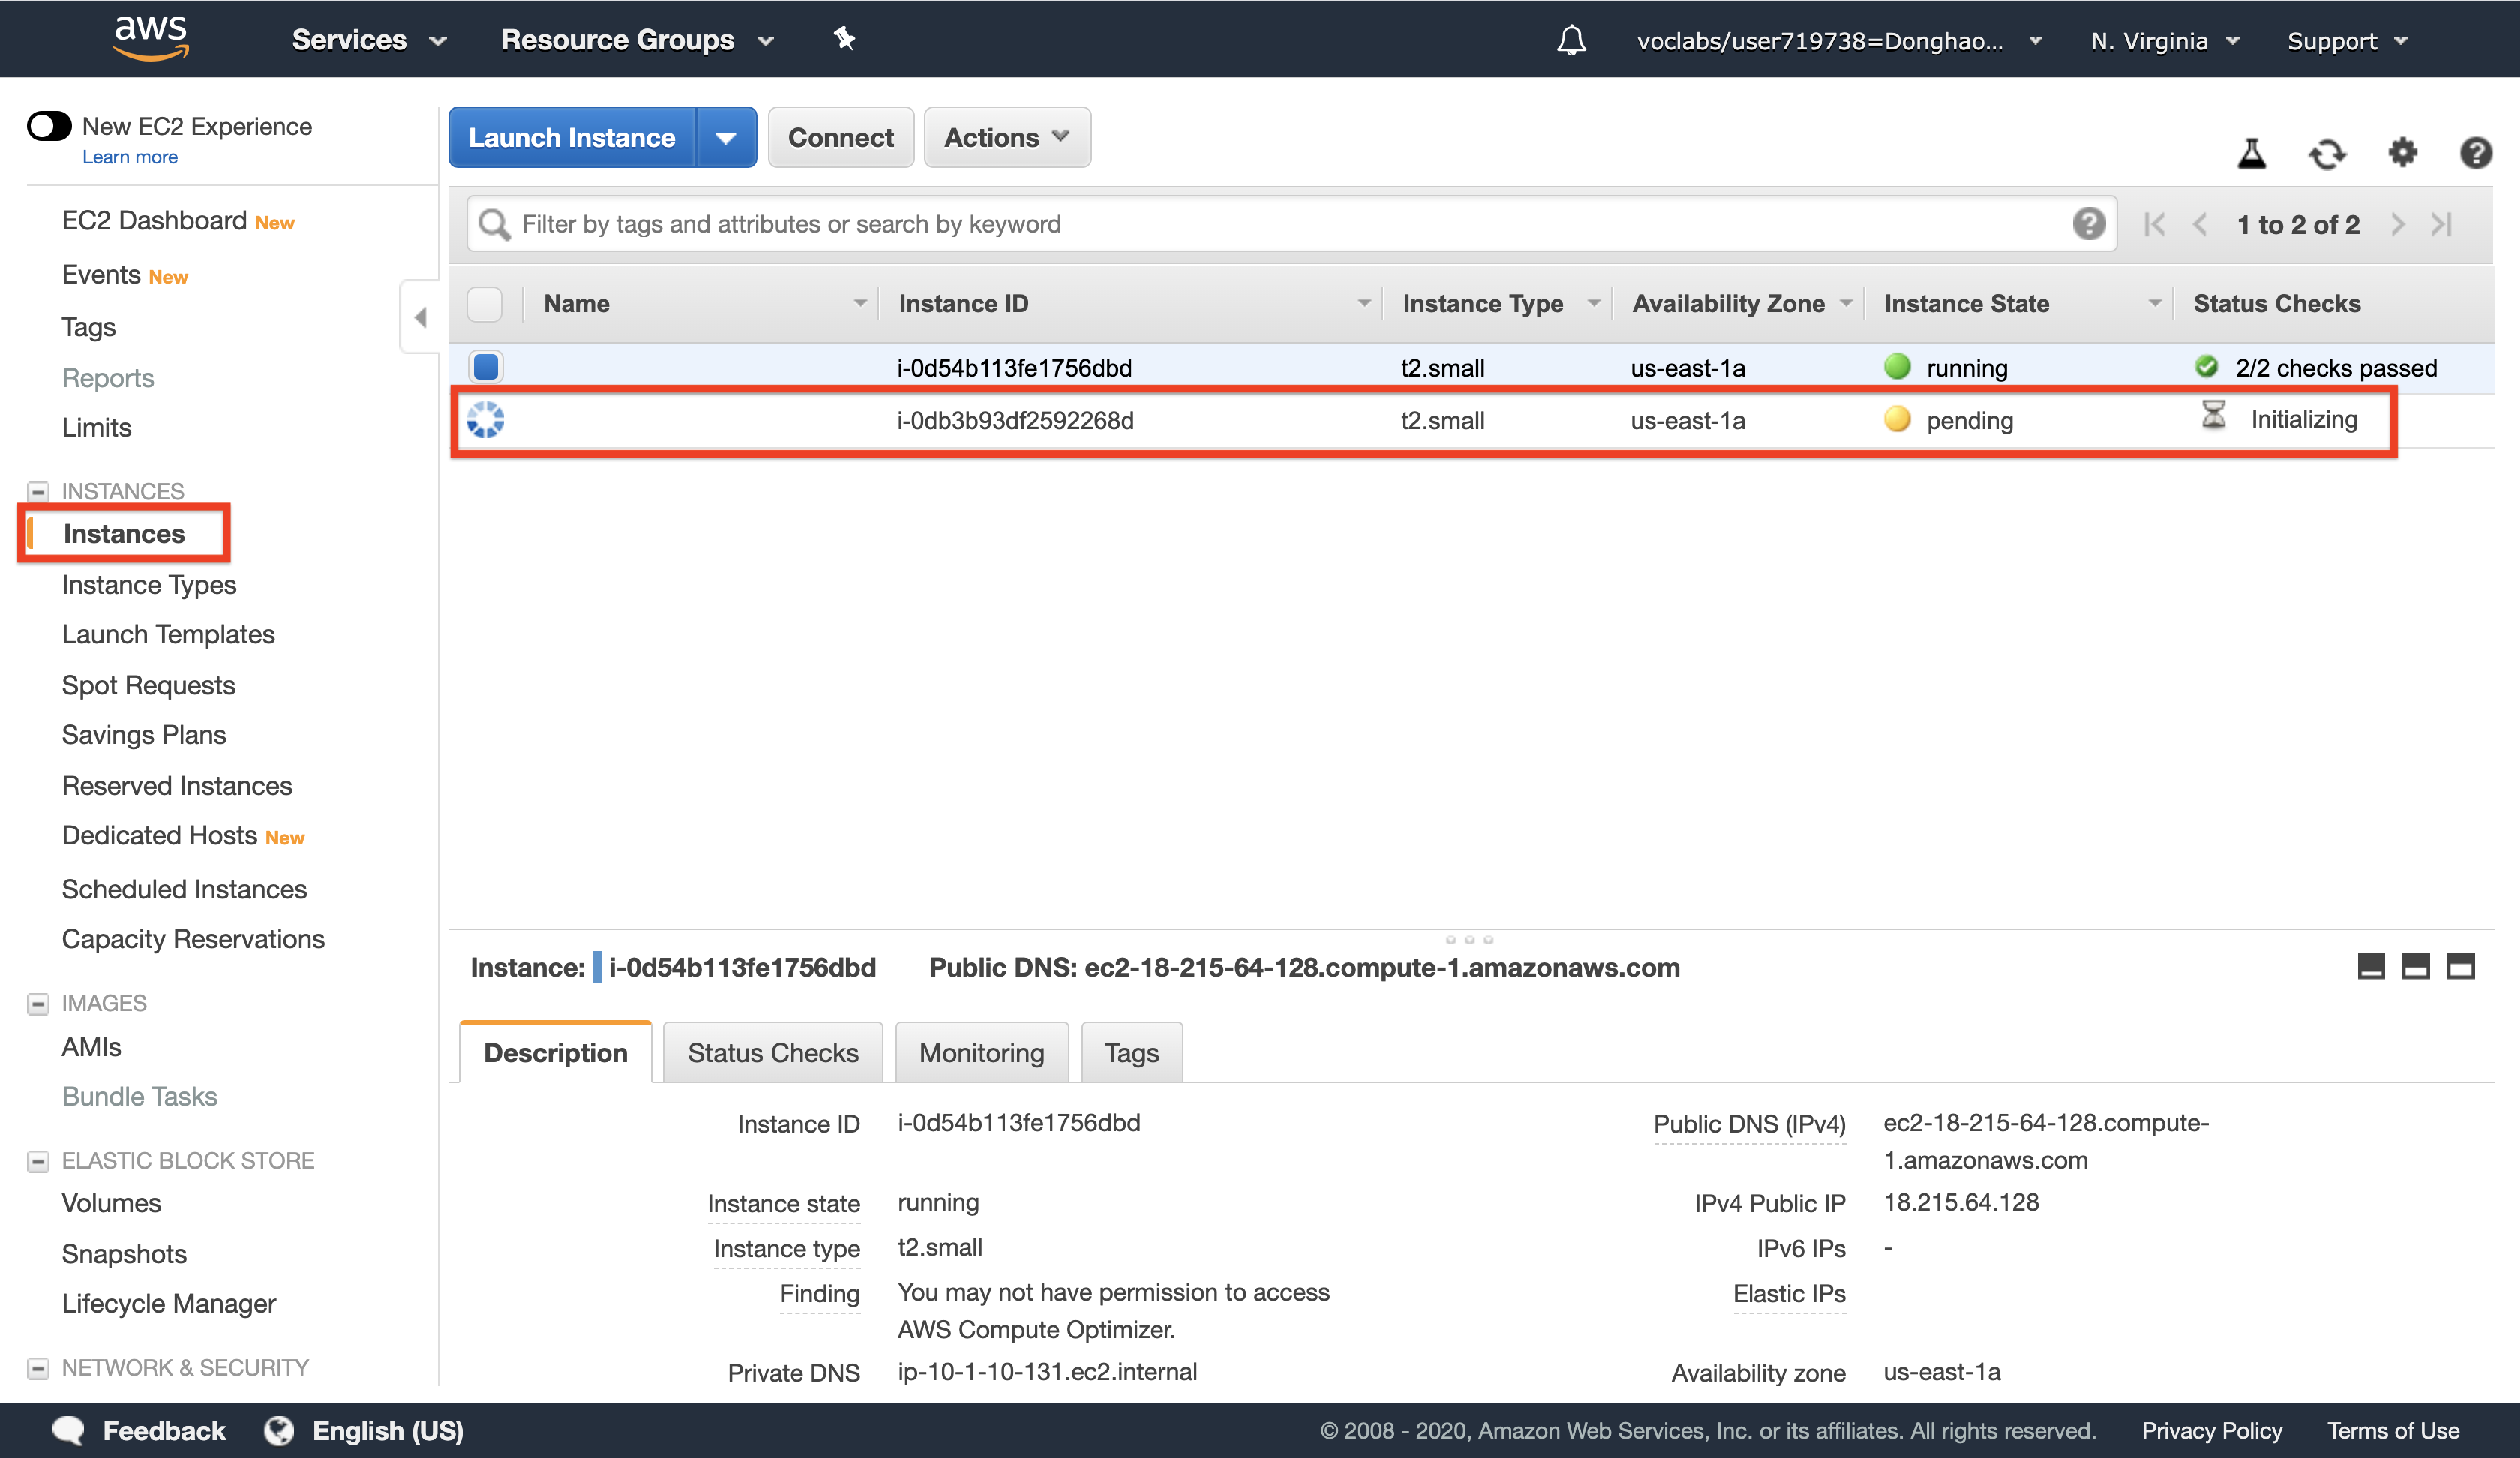 aws Services Resource Groups voclabs/user719738=Donghao... N. Virginia Support
New EC2 Experience
Learn more
EC2 Dashboard New
Events New
Tags
Reports
Limits
INSTANCES
Instances
Instance Types
Launch Templates
Spot Requests
Savings Plans
Reserved Instances
Dedicated Hosts New
Scheduled Instances
Capacity Reservations
IMAGES
AMIs
Bundle Tasks
ELASTIC BLOCK STORE
Volumes
Snapshots
Lifecycle Manager
NETWORK & SECURITY
Launch Instance Connect Actions
Filter by tags and attributes or search by keyword 1 to 2 of 2
Name Instance ID Instance Type Availability Zone Instance State Status Checks
i-0d54b113fe1756dbd t2.small us-east-1a running 2/2 checks passed
i-0db3b93df2592268d t2.small us-east-1a pending Initializing
Instance: i-0d54b113fe1756dbd Public DNS: ec2-18-215-64-128.compute-1.amazonaws.com
Description Status Checks Monitoring Tags
Instance ID i-0d54b113fe1756dbd
Instance state running
Instance type t2.small
Finding You may not have permission to access
AWS Compute Optimizer.
Private DNS ip-10-1-10-131.ec2.internal
Public DNS (IPv4) ec2-18-215-64-128.compute-
1.amazonaws.com
IPv4 Public IP 18.215.64.128
IPv6 IPs -
Elastic IPs
Availability zone us-east-1a
Feedback English (US) © 2008 - 2020, Amazon Web Services, Inc. or its affiliates. All rights reserved. Privacy Policy Terms of Use